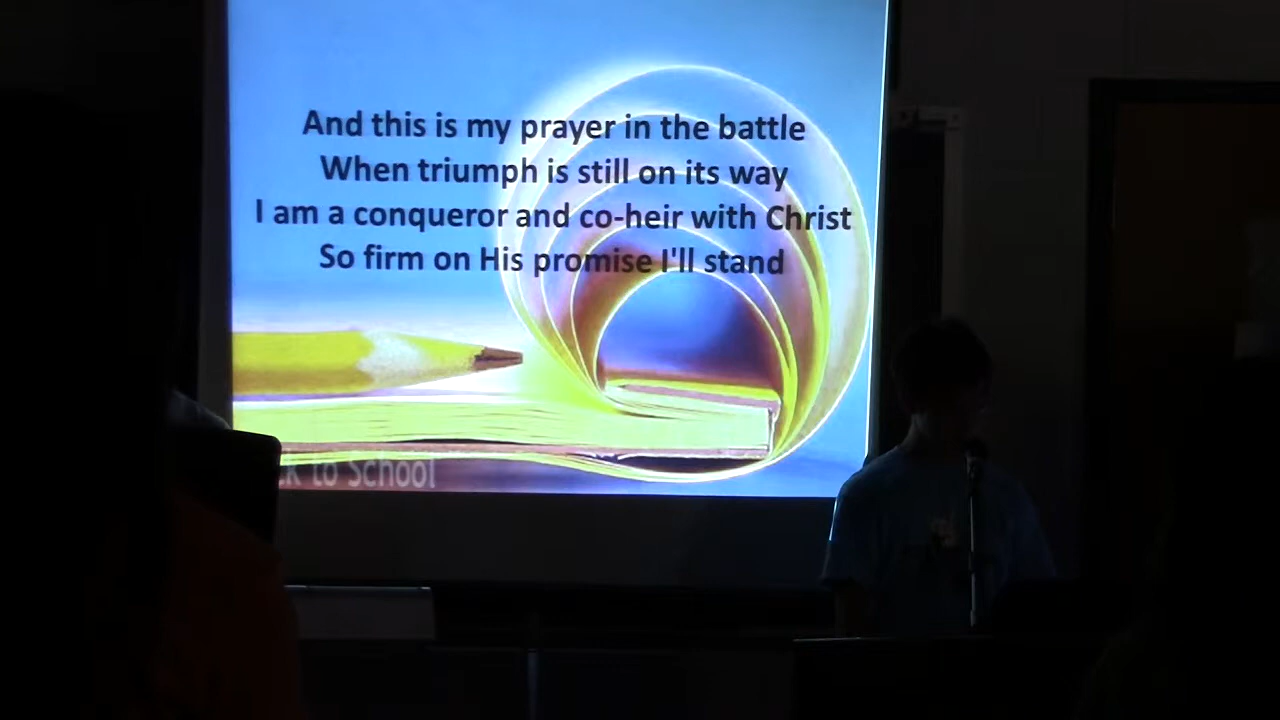 And this is my prayer in the battle
When triumph is still on its way
I am a conqueror and co-heir with Christ
So firm on His promise I'll stand
to School